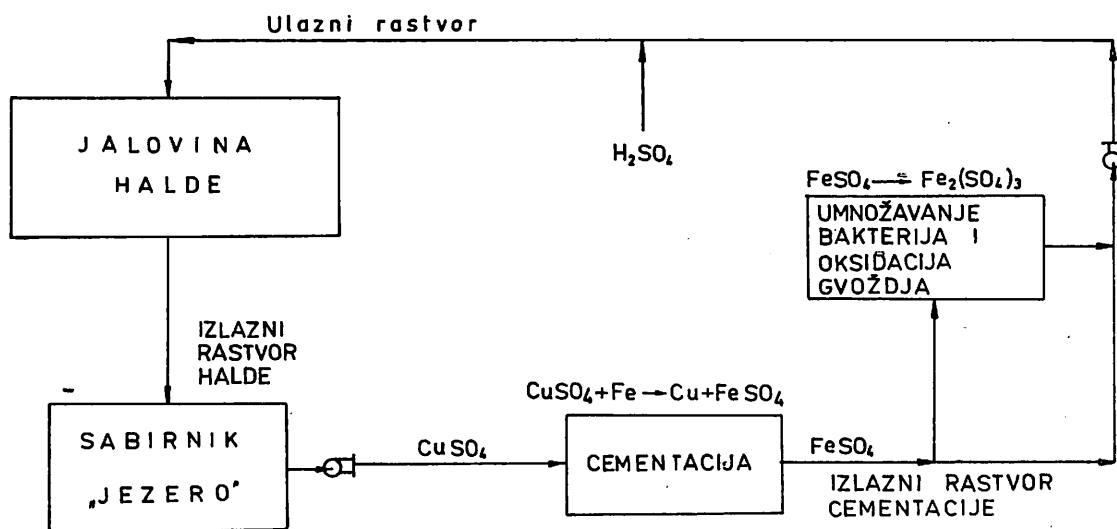 Ulazni rastvor
JALOVINA
HALDE
H₂SO₄
FeSO₄ → Fe₂(SO₄)₃
UMNOŽAVANJE
BAKTERIJA I
OKSIDACIJA
GVOŽDJA
IZLAZNI
RASTVOR
HALDE
CuSO₄+Fe → Cu+FeSO₄
SABIRNIK
„JEZERO"
CuSO₄
CEMENTACIJA
FeSO₄
IZLAZNI RASTVOR
CEMENTACIJE